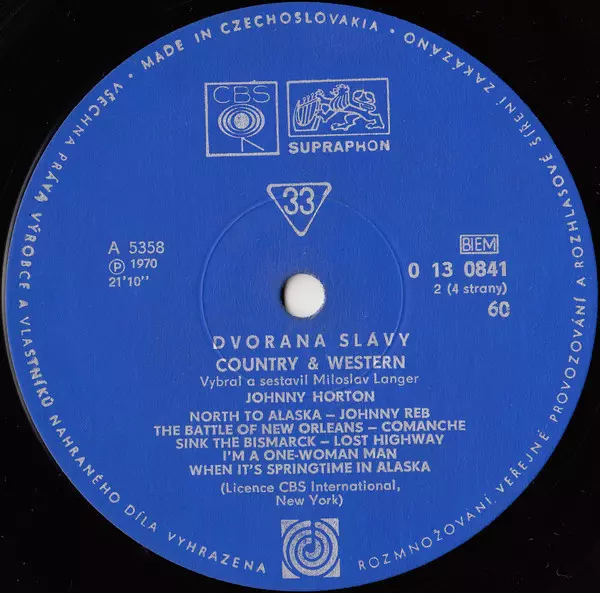 VŠECHNA PRÁVA VÝROBCE A VLASTNÍKŮ NAHRANÉHO DÍLA VYHRAZENA
• MADE IN CZECHOSLOVAKIA •
ROZMNOŽOVÁNÍ. VEŘEJNÉ PROVOZOVÁNÍ A ROZHLASOVÉ SÍŘENÍ ZAKÁZÁNO
CBS
SUPRAPHON
33
A 5358
Ⓟ 1970
21'10''
BIEM
0 13 0841
2 (4 strany)
60
DVORANA SLÁVY
COUNTRY & WESTERN
Vybral a sestavil Miloslav Langer
JOHNNY HORTON
NORTH TO ALASKA – JOHNNY REB
THE BATTLE OF NEW ORLEANS – COMANCHE
SINK THE BISMARCK – LOST HIGHWAY
I'M A ONE-WOMAN MAN
WHEN IT'S SPRINGTIME IN ALASKA
(Licence CBS International,
New York)